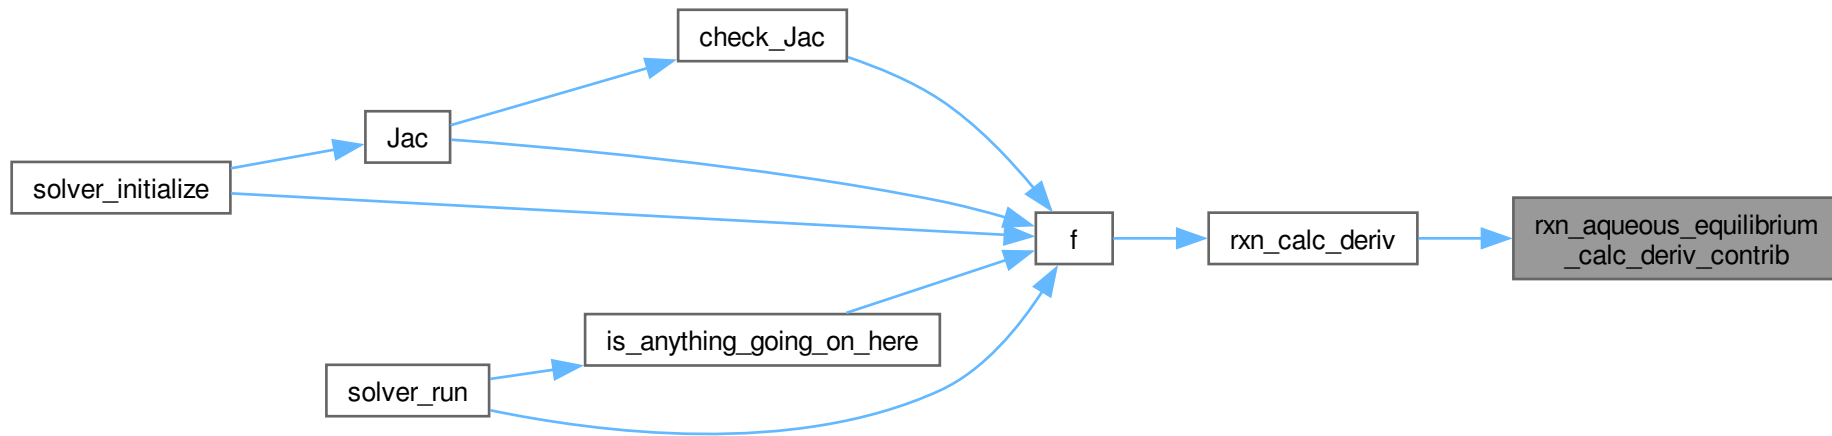 check_Jac
Jac
solver_initialize
f
rxn_calc_deriv
rxn_aqueous_equilibrium
_calc_deriv_contrib
is_anything_going_on_here
solver_run